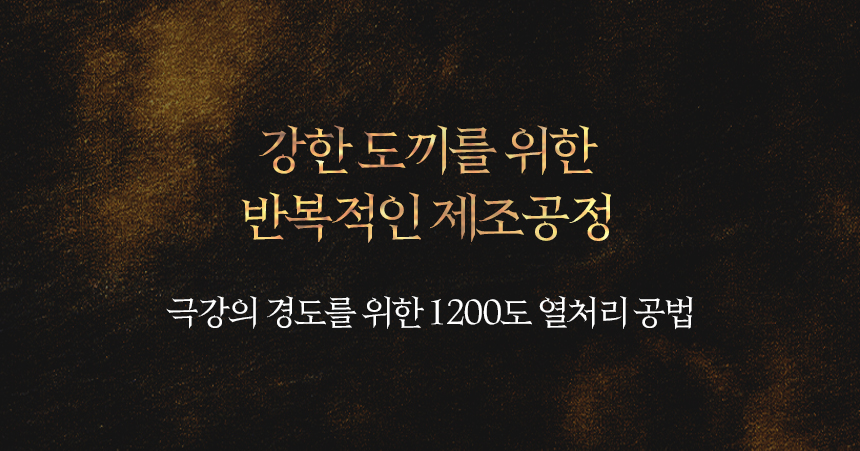 강한 도끼를 위한
반복적인 제조공정
극강의 경도를 위한 1200도 열처리 공법